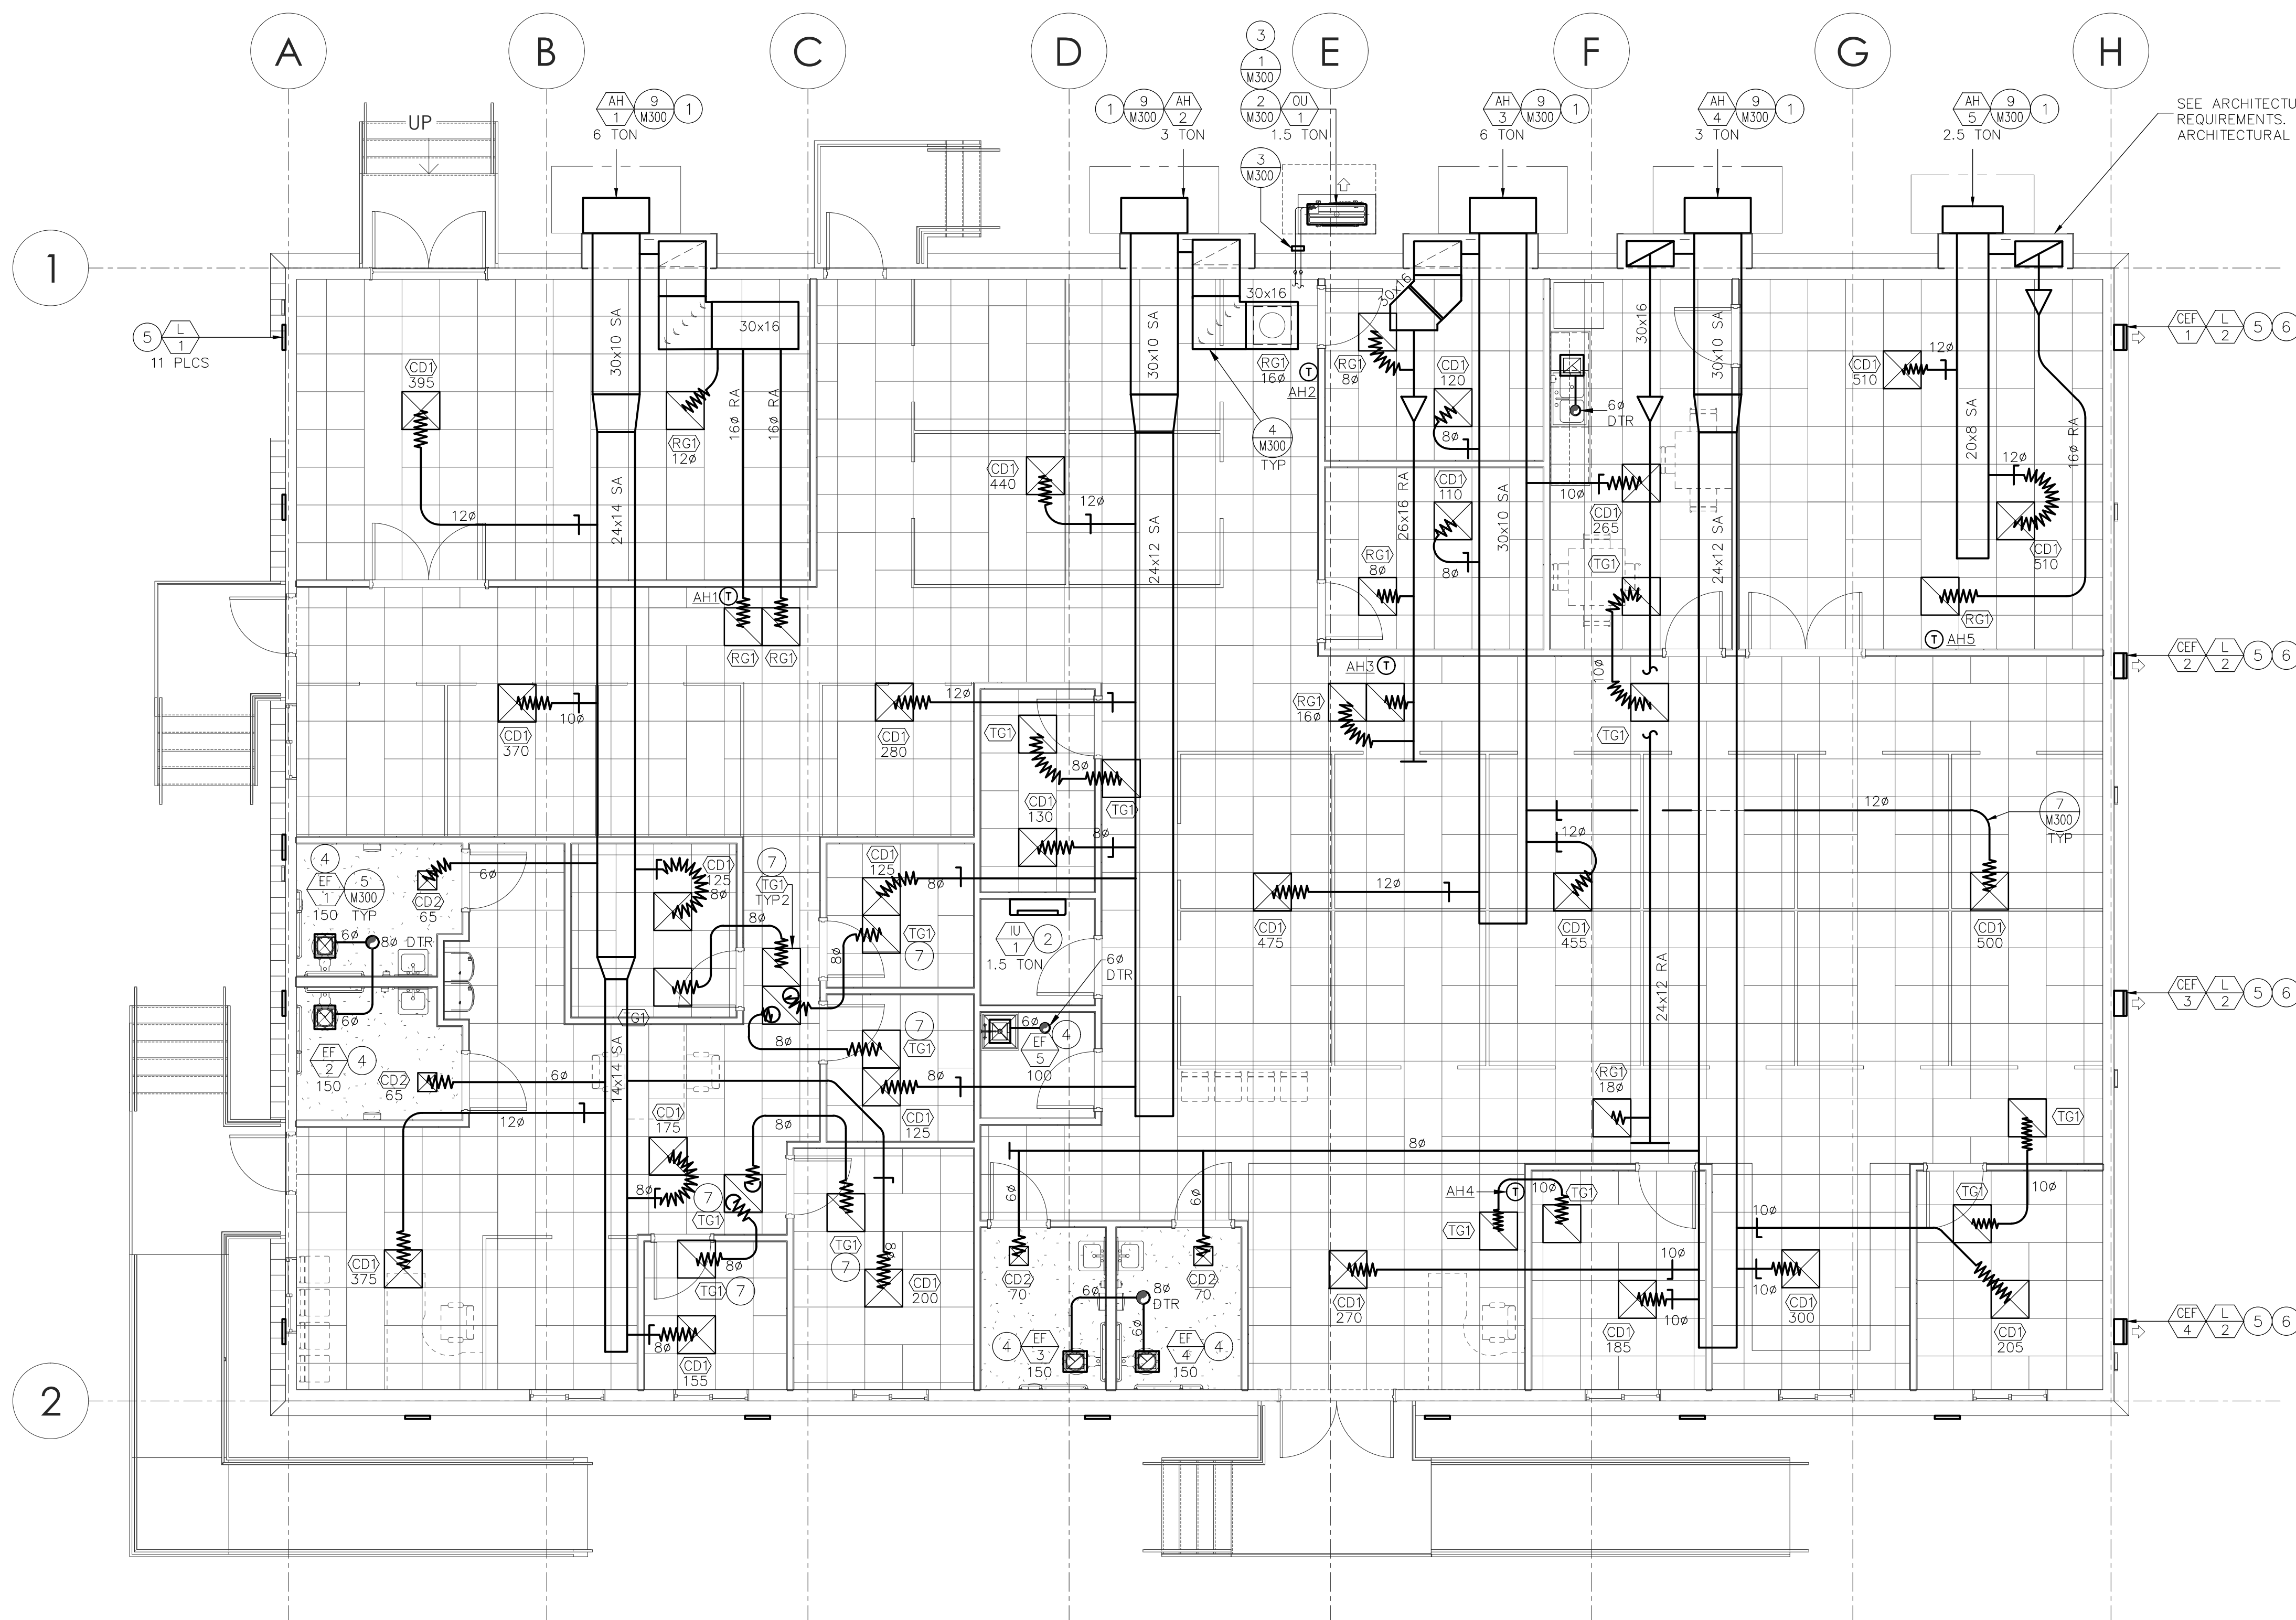 A
B
C
D
E
F
G
H
1
2
UP
AH
1
9
M300
1
6 TON
1
9
M300
AH
2
3 TON
3
1
M300
2
M300
OU
1
1.5 TON
3
M300
AH
3
9
M300
1
6 TON
AH
4
9
M300
1
3 TON
AH
5
9
M300
1
2.5 TON
SEE ARCHITECTU
REQUIREMENTS.
ARCHITECTURAL
5
L
1
11 PLCS
CD1
395
12ø
30x10 SA
24x14 SA
30x16
RG1
12ø
16ø RA
16ø RA
AH1
T
RG1
RG1
30x10 SA
30x16
RG1
16ø
T
AH2
4
M300
TYP
CD1
440
12ø
24x12 SA
30x16
RG1
8ø
CD1
120
8ø
26x16 RA
CD1
110
8ø
RG1
8ø
30x10 SA
AH3
T
RG1
16ø
30x16
6ø
DTR
10ø
CD1
265
TG1
10ø
TG1
30x10 SA
24x12 SA
CD1
510
12ø
20x8 SA
12ø
CD1
510
16ø RA
RG1
T
AH5
CEF
1
L
2
5
6
CEF
2
L
2
5
6
CEF
3
L
2
5
6
CEF
4
L
2
5
6
CD1
370
10ø
CD1
280
12ø
TG1
8ø
TG1
CD1
130
8ø
12ø
12ø
7
M300
TYP
CD1
475
12ø
CD1
455
CD1
500
24x12 RA
4
EF
1
150
5
M300
TYP
CD2
65
6ø
6ø
8ø DTR
6ø
EF
2
150
4
CD2
65
6ø
CD1
125
8ø
7
TG1
TYP2
8ø
TG1
CD1
125
8ø
TG1
7
8ø
7
TG1
8ø
CD1
125
8ø
IU
1
2
1.5 TON
6ø
DTR
6ø
EF
5
100
4
14x14 SA
12ø
CD1
175
8ø
8ø
7
TG1
TG1
7
8ø
TG1
7
CD1
155
8ø
8ø
CD1
200
CD1
375
8ø
6ø
6ø
CD2
70
CD2
70
6ø
8ø
DTR
6ø
4
EF
3
150
EF
4
150
4
AH4
T
10ø
TG1
TG1
CD1
270
10ø
CD1
185
10ø
RG1
18ø
10ø
CD1
300
10ø
TG1
10ø
TG1
CD1
205